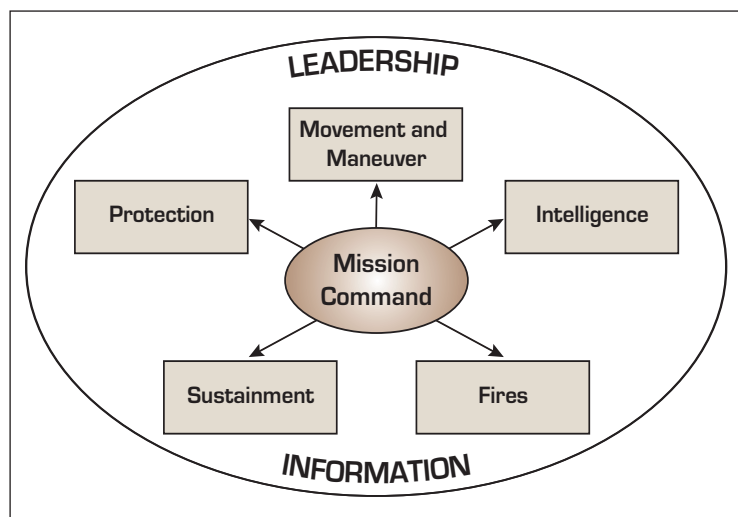 LEADERSHIP
Movement and
Maneuver
Protection
Intelligence
Mission
Command
Sustainment
Fires
INFORMATION